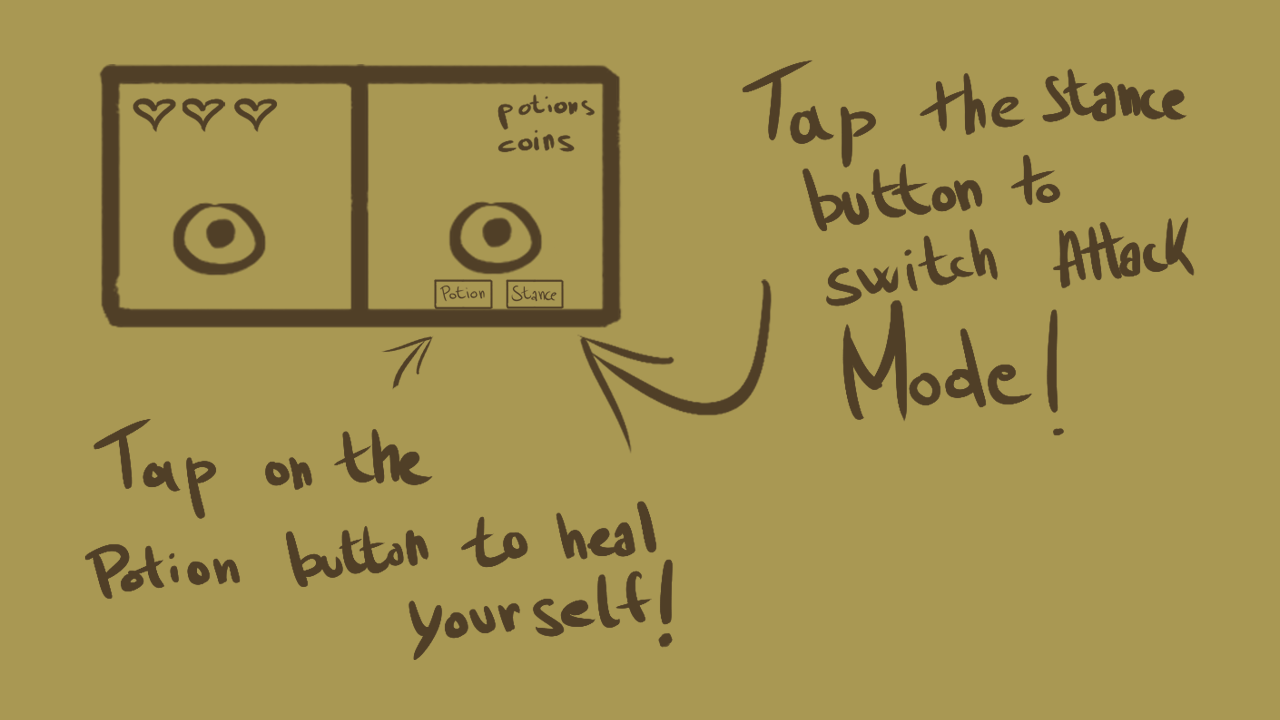 potions
coins
Potion
Stance
Tap the Stance
button to
switch Attack
Mode!
Tap on the
Potion button to heal
yourself!